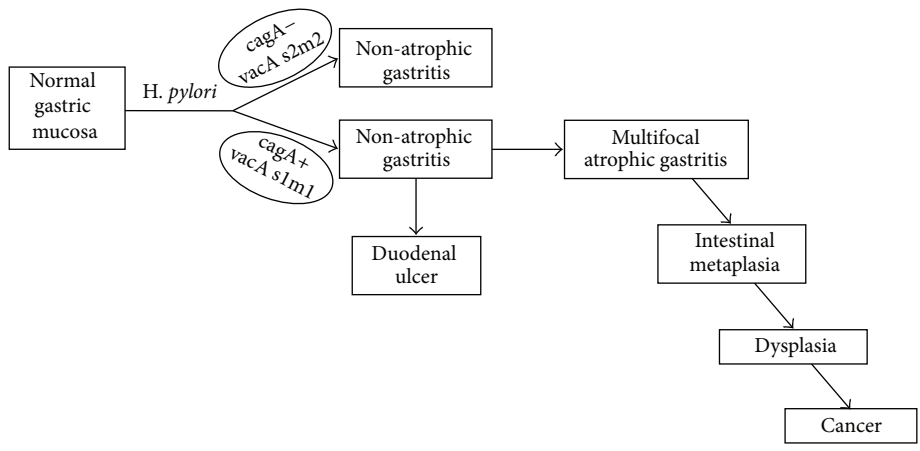 Normal
gastric
mucosa
H. pylori
cagA−
vacA s2m2
Non-atrophic
gastritis
cagA+
vacA s1m1
Non-atrophic
gastritis
Multifocal
atrophic gastritis
Duodenal
ulcer
Intestinal
metaplasia
Dysplasia
Cancer